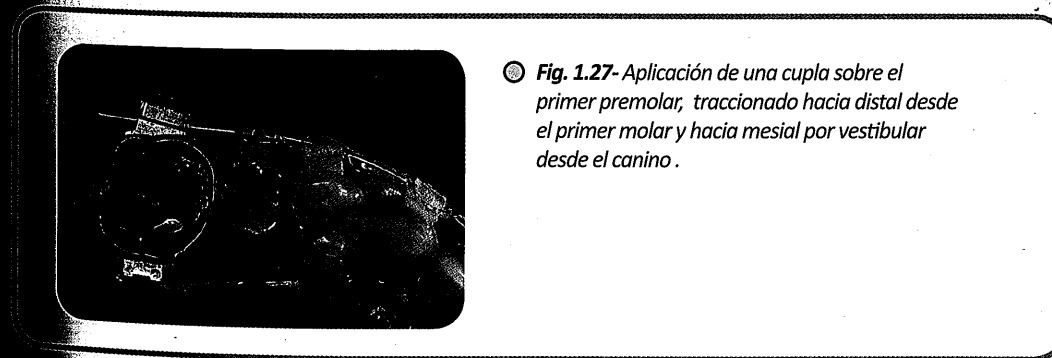 Fig. 1.27- Aplicación de una cupla sobre el
primer premolar, traccionado hacia distal desde
el primer molar y hacia mesial por vestibular
desde el canino .